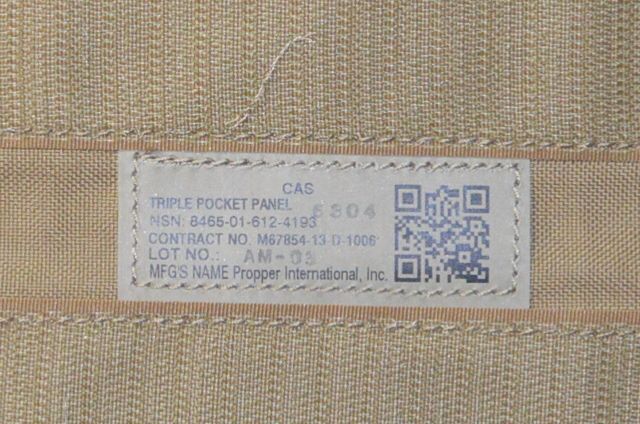 CAS
TRIPLE POCKET PANEL
6304
NSN: 8465-01-612-4193
CONTRACT NO. M67854-13-D-1006
LOT NO.: AM-03
MFG'S NAME Propper International, Inc.